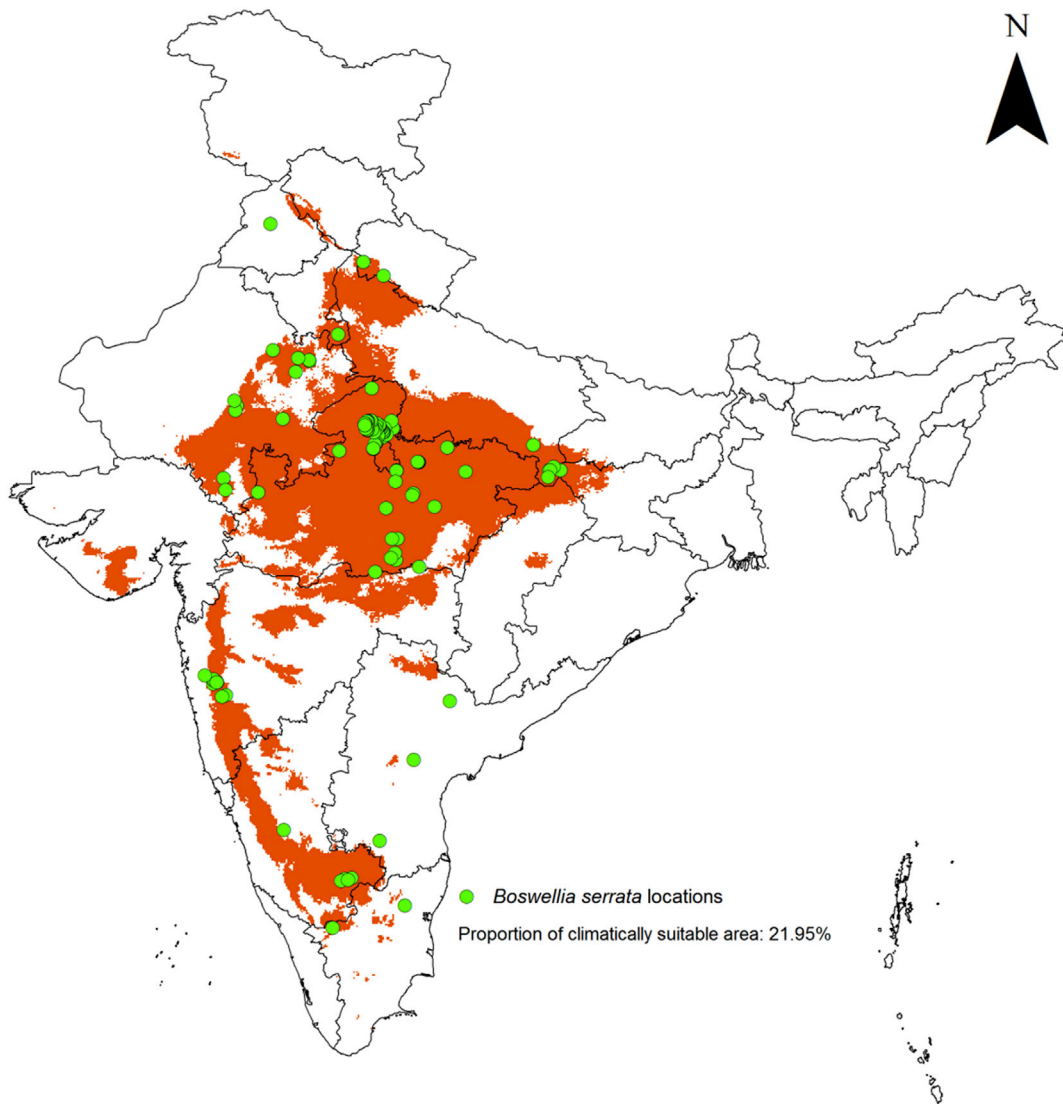 N
Boswellia serrata locations
Proportion of climatically suitable area: 21.95%